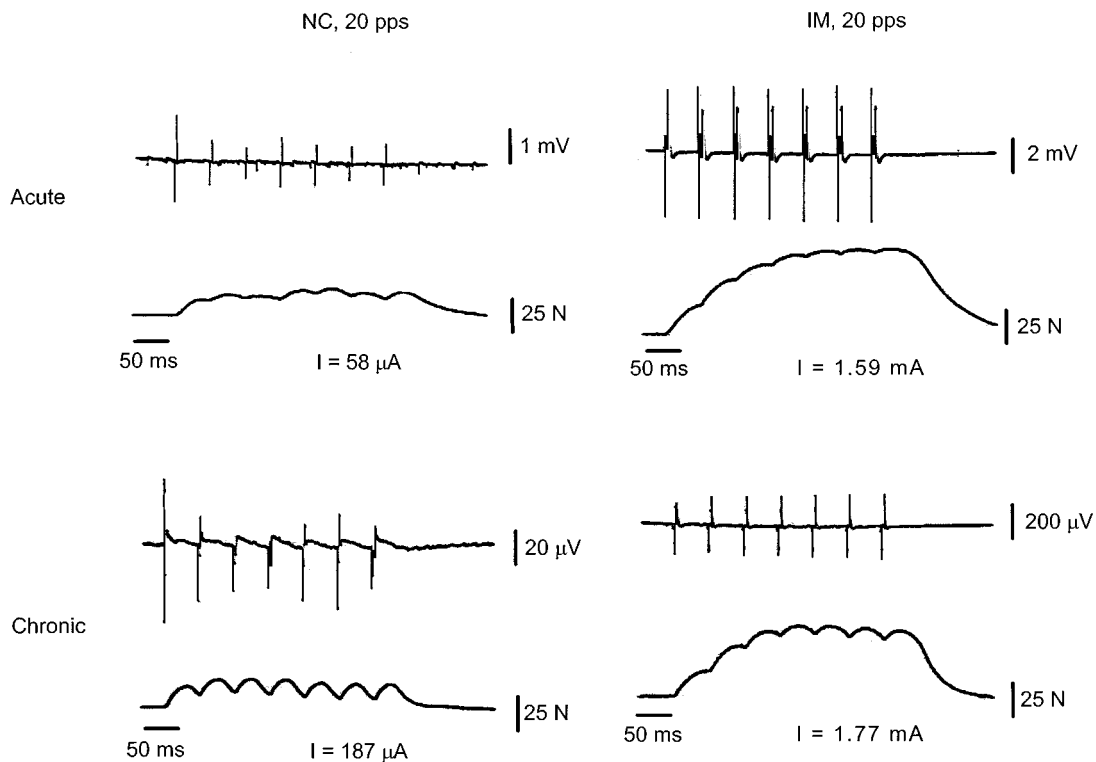 NC, 20 pps
IM, 20 pps
1 mV
2 mV
Acute
25 N
25 N
50 ms
I = 58 μA
50 ms
I = 1.59 mA
20 μV
200 μV
Chronic
25 N
25 N
50 ms
I = 187 μA
50 ms
I = 1.77 mA